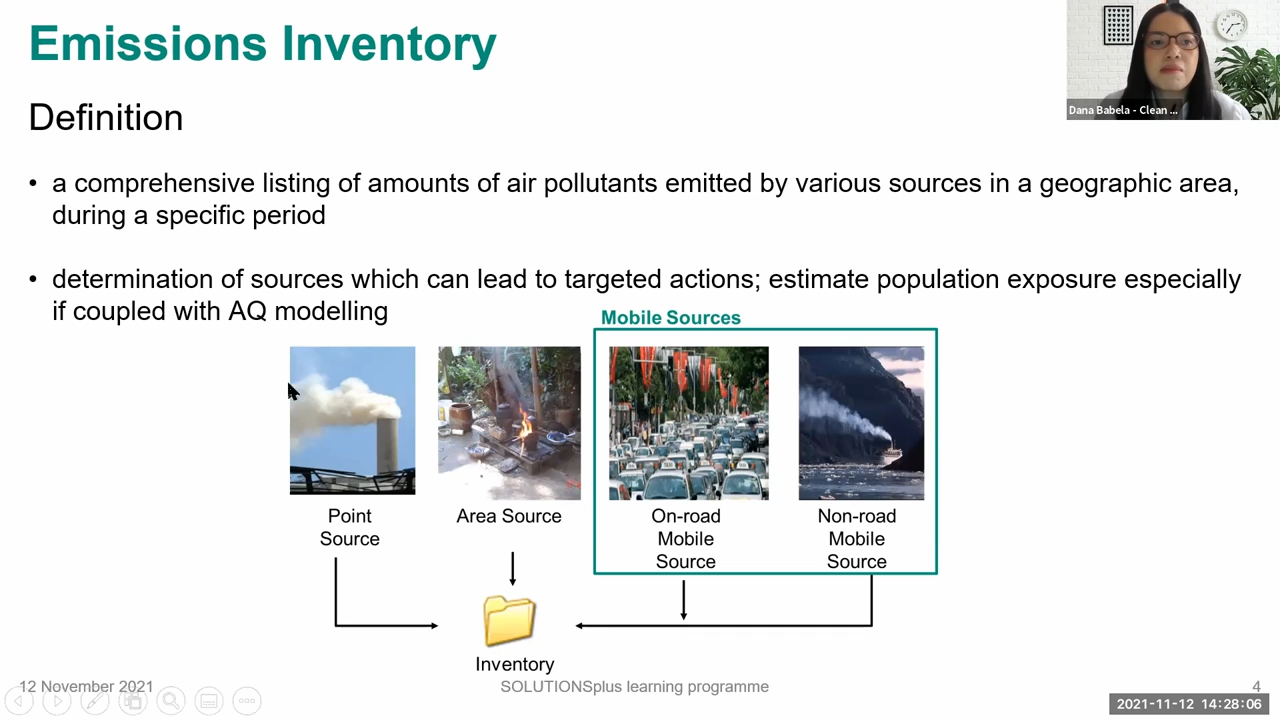 Emissions Inventory
Dana Babela - Clean ...
Definition
• a comprehensive listing of amounts of air pollutants emitted by various sources in a geographic area,
during a specific period
• determination of sources which can lead to targeted actions; estimate population exposure especially
if coupled with AQ modelling
Mobile Sources
Point
Source
Area Source
On-road
Mobile
Source
Non-road
Mobile
Source
Inventory
12 November 2021
SOLUTIONSplus learning programme
4
2021-11-12 14:28:06